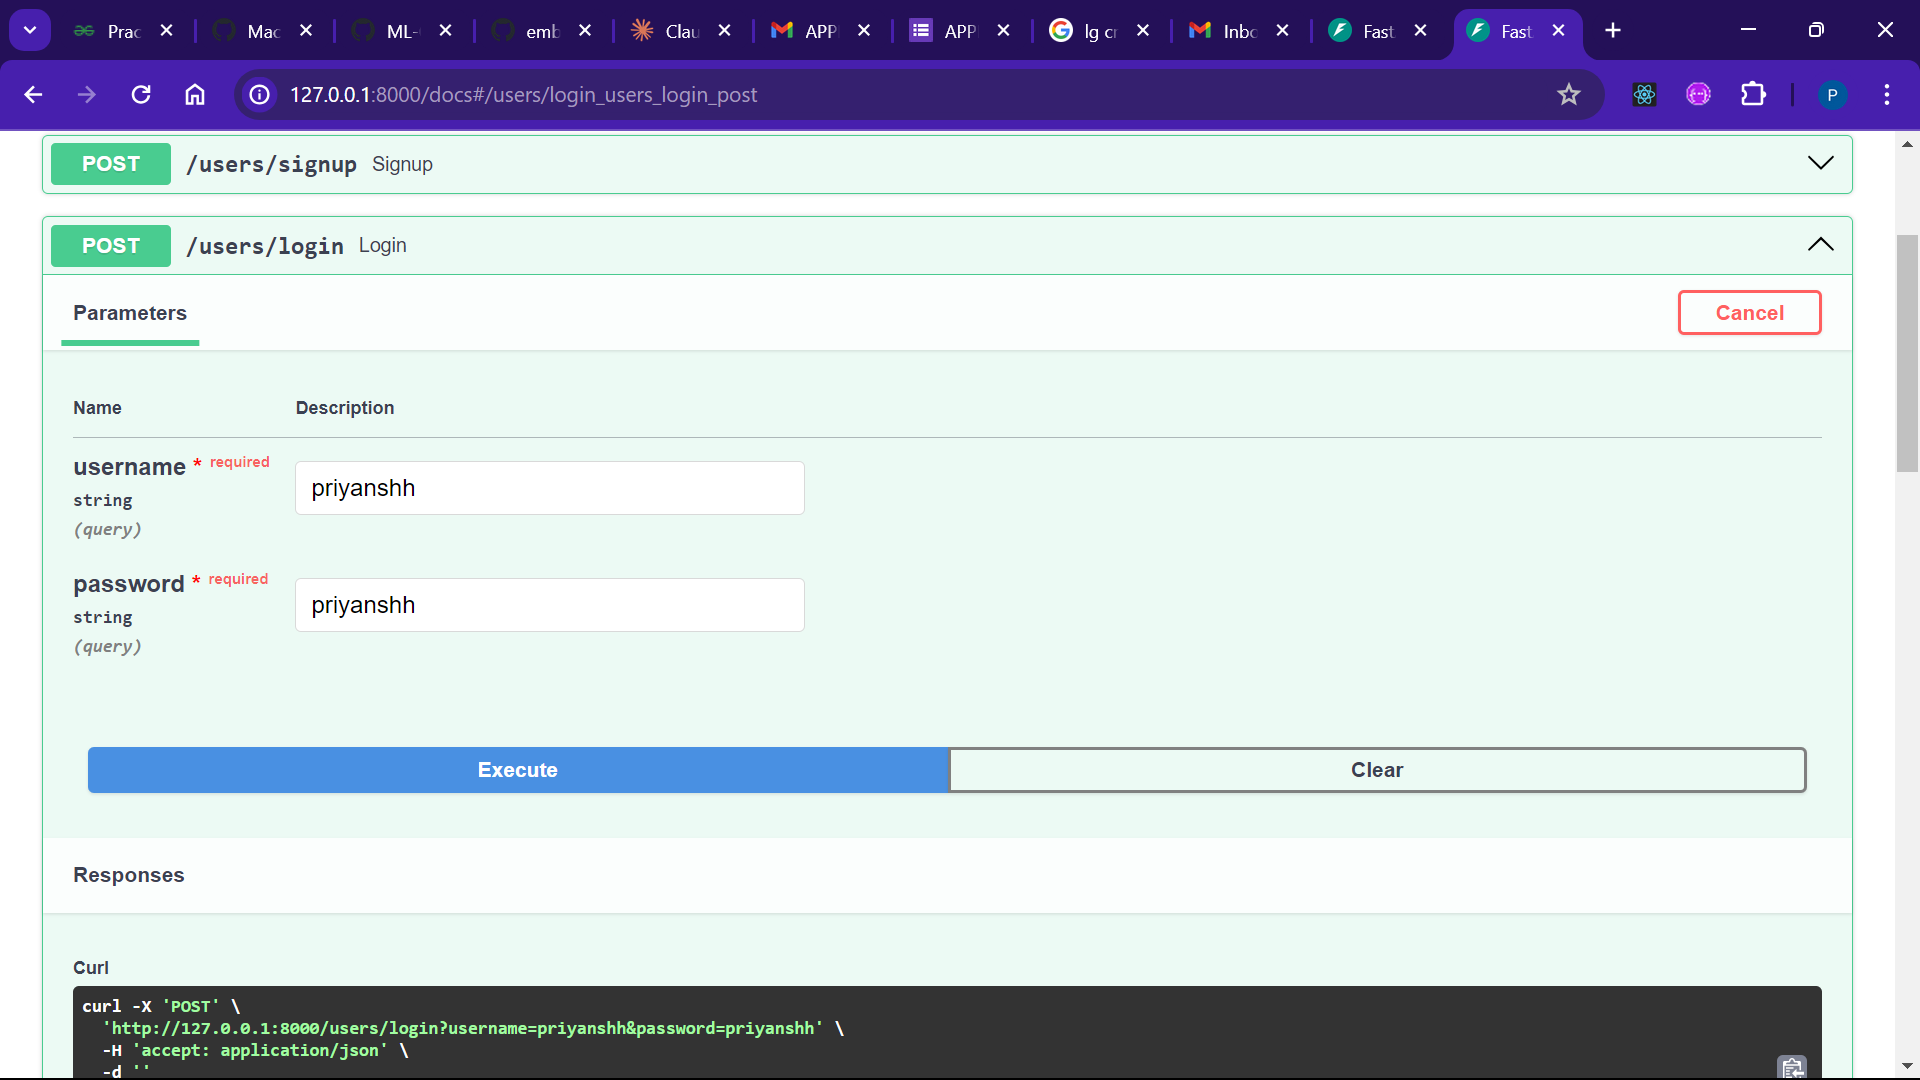 Prac
Mac
ML-
emb
Clau
APP
APP
lg cr
Inbo
Fast
Fast
127.0.0.1:8000/docs#/users/login_users_login_post
P
POST /users/signup Signup
POST /users/login Login
Parameters
Cancel
Name Description
username * required
string
(query)
priyanshh
password * required
string
(query)
priyanshh
Execute
Clear
Responses
Curl
curl -X 'POST' \
'http://127.0.0.1:8000/users/login?username=priyanshh&password=priyanshh' \
-H 'accept: application/json' \
-d ''